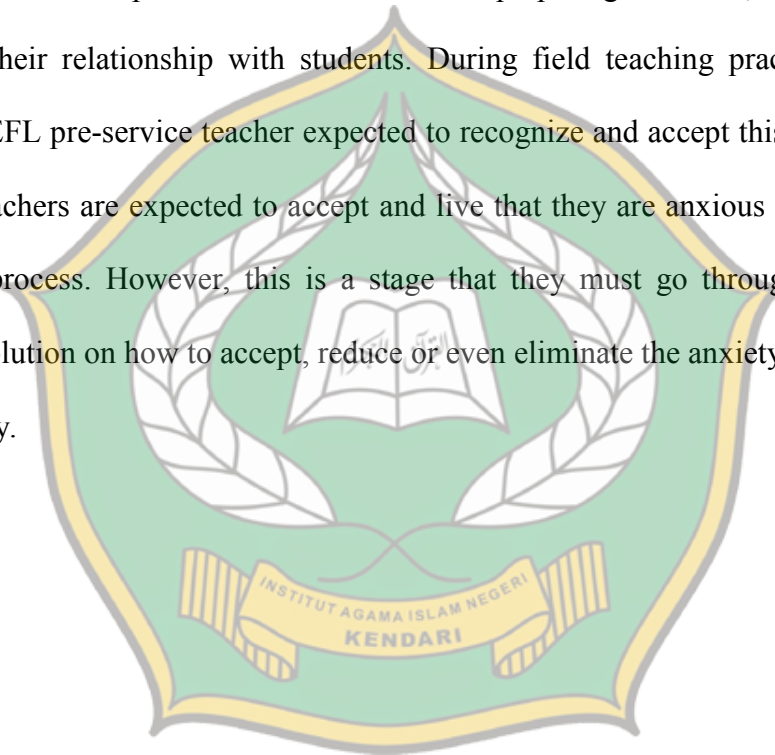 their relationship with students. During field teaching prac
EFL pre-service teacher expected to recognize and accept this
achers are expected to accept and live that they are anxious
process. However, this is a stage that they must go throug
lution on how to accept, reduce or even eliminate the anxiety
y.
INSTITUT AGAMA ISLAM NEGERI
KENDARI